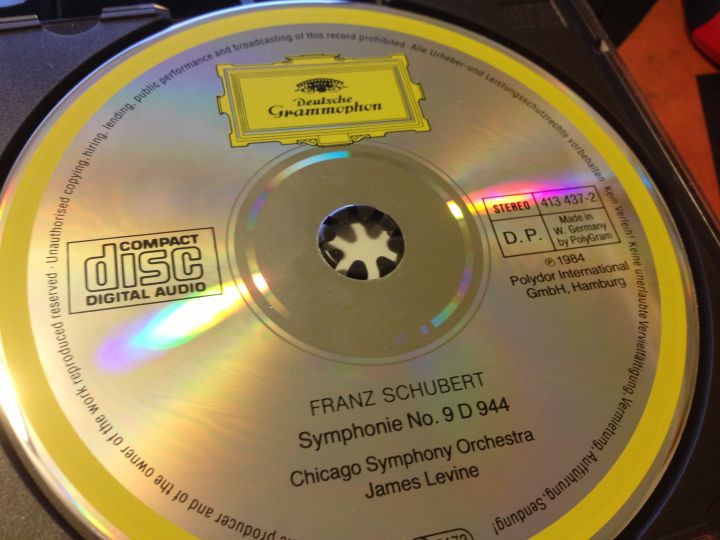 Unauthorised copying, hiring, lending, public performance and broadcasting of this record prohibited · Alle Urheber- und Leistungsschutzrechte vorbehalten · Kein Verleih! Keine unerlaubte Vervielfältigung, Vermietung, Aufführung, Sendung!
producer and of the owner of the work reproduced reserved ·
Deutsche
Grammophon
COMPACT
disc
DIGITAL AUDIO
STEREO 413 437-2
D.P. Made in
W. Germany
by PolyGram
℗ 1984
Polydor International
GmbH, Hamburg
FRANZ SCHUBERT
Symphonie No. 9 D 944
Chicago Symphony Orchestra
James Levine